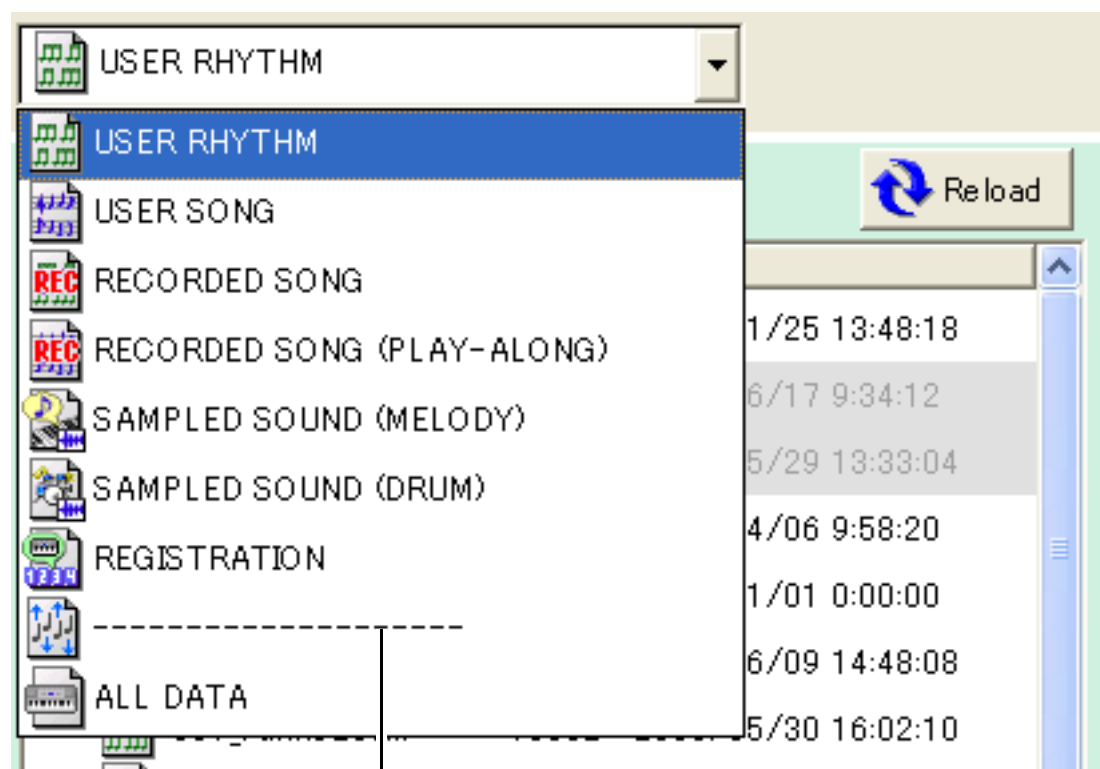 USER RHYTHM
USER RHYTHM
USER SONG
RECORDED SONG
RECORDED SONG (PLAY-ALONG)
SAMPLED SOUND (MELODY)
SAMPLED SOUND (DRUM)
REGISTRATION
--------------------
ALL DATA
Reload
1/25 13:48:18
6/17 9:34:12
5/29 13:33:04
4/06 9:58:20
1/01 0:00:00
6/09 14:48:08
5/30 16:02:10